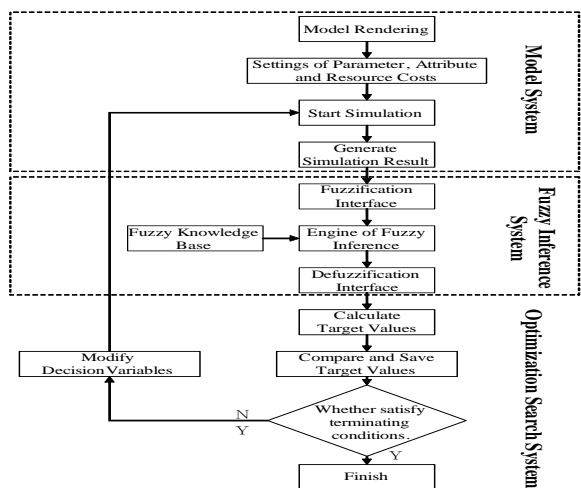 Model Rendering
Settings of Parameter, Attribute
and Resource Costs
Start Simulation
Generate
Simulation Result
Model System
Fuzzification
Interface
Fuzzy Knowledge
Base
Engine of Fuzzy
Inference
Defuzzification
Interface
Fuzzy Inference
System
Calculate
Target Values
Modify
Decision Variables
Compare and Save
Target Values
Whether satisfy
terminating
conditions.
N
Y
Y
Finish
Optimization Search System